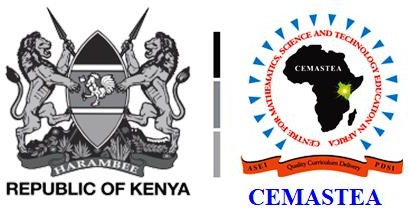 HARAMBEE
REPUBLIC OF KENYA
CENTRE FOR MATHEMATICS, SCIENCE AND TECHNOLOGY EDUCATION IN AFRICA
CEMASTEA
ASEI Quality Curriculum Delivery PDSI
CEMASTEA